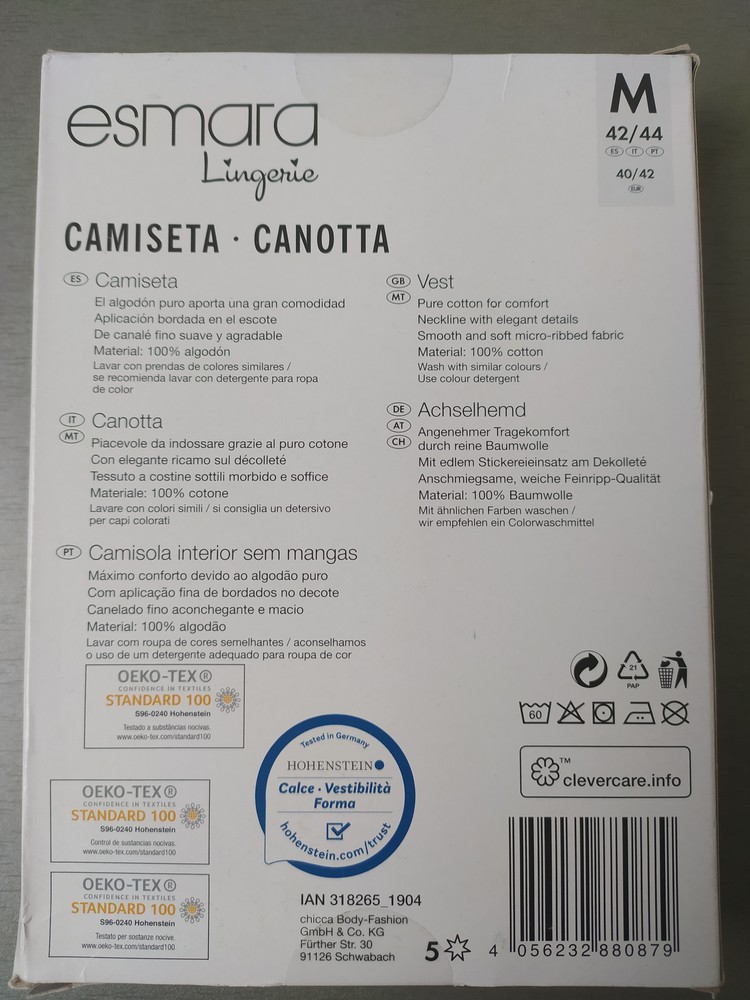 esmara
Lingerie
M
42/44
ES IT PT
40/42
EUR
CAMISETA · CANOTTA
ES Camiseta
El algodón puro aporta una gran comodidad
Aplicación bordada en el escote
De canalé fino suave y agradable
Material: 100% algodón
Lavar con prendas de colores similares /
se recomienda lavar con detergente para ropa
de color
IT MT Canotta
Piacevole da indossare grazie al puro cotone
Con elegante ricamo sul décolleté
Tessuto a costine sottili morbido e soffice
Materiale: 100% cotone
Lavare con colori simili / si consiglia un detersivo
per capi colorati
PT Camisola interior sem mangas
Máximo conforto devido ao algodão puro
Com aplicação fina de bordados no decote
Canelado fino aconchegante e macio
Material: 100% algodão
Lavar com roupa de cores semelhantes / aconselhamos
o uso de um detergente adequado para roupa de cor
GB MT Vest
Pure cotton for comfort
Neckline with elegant details
Smooth and soft micro-ribbed fabric
Material: 100% cotton
Wash with similar colours /
Use colour detergent
DE AT CH Achselhemd
Angenehmer Tragekomfort
durch reine Baumwolle
Mit edlem Stickereieinsatz am Dekolleté
Anschmiegsame, weiche Feinripp-Qualität
Material: 100% Baumwolle
Mit ähnlichen Farben waschen /
wir empfehlen ein Colorwaschmittel
OEKO-TEX®
CONFIDENCE IN TEXTILES
STANDARD 100
S96-0240 Hohenstein
Testado a substâncias nocivas.
www.oeko-tex.com/standard100
OEKO-TEX®
CONFIDENCE IN TEXTILES
STANDARD 100
S96-0240 Hohenstein
Control de sustancias nocivas.
www.oeko-tex.com/standard100
OEKO-TEX®
CONFIDENCE IN TEXTILES
STANDARD 100
S96-0240 Hohenstein
Testato per sostanze nocive.
www.oeko-tex.com/standard100
Tested in Germany
HOHENSTEIN
Calce · Vestibilità
Forma
hohenstein.com/trust
21
PAP
60
clevercare.info
TM
IAN 318265_1904
chicca Body-Fashion
GmbH & Co. KG
Fürther Str. 30
91126 Schwabach
5
4 056232 880879